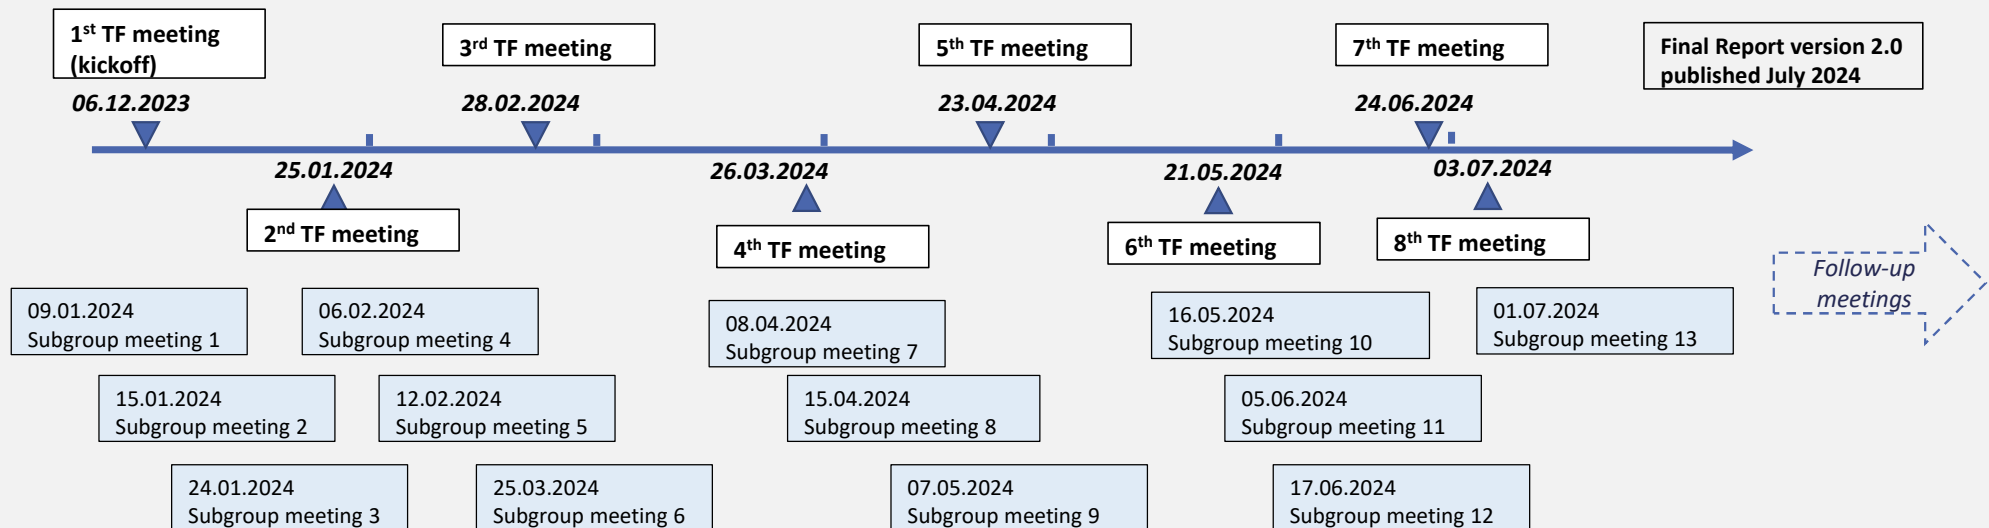 1st TF meeting
(kickoff)
06.12.2023
3rd TF meeting
28.02.2024
5th TF meeting
23.04.2024
7th TF meeting
24.06.2024
Final Report version 2.0
published July 2024
25.01.2024
2nd TF meeting
26.03.2024
4th TF meeting
21.05.2024
6th TF meeting
03.07.2024
8th TF meeting
Follow-up
meetings
09.01.2024
Subgroup meeting 1
06.02.2024
Subgroup meeting 4
08.04.2024
Subgroup meeting 7
16.05.2024
Subgroup meeting 10
01.07.2024
Subgroup meeting 13
15.01.2024
Subgroup meeting 2
12.02.2024
Subgroup meeting 5
15.04.2024
Subgroup meeting 8
05.06.2024
Subgroup meeting 11
24.01.2024
Subgroup meeting 3
25.03.2024
Subgroup meeting 6
07.05.2024
Subgroup meeting 9
17.06.2024
Subgroup meeting 12